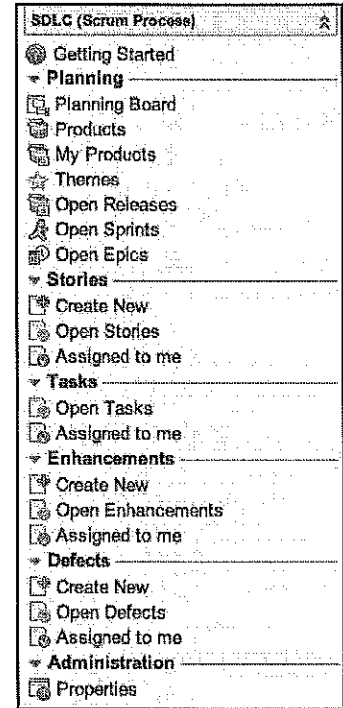 SDLC (Scrum Process)
Getting Started
Planning
Planning Board
Products
My Products
Themes
Open Releases
Open Sprints
Open Epics
Stories
Create New
Open Stories
Assigned to me
Tasks
Open Tasks
Assigned to me
Enhancements
Create New
Open Enhancements
Assigned to me
Defects
Create New
Open Defects
Assigned to me
Administration
Properties